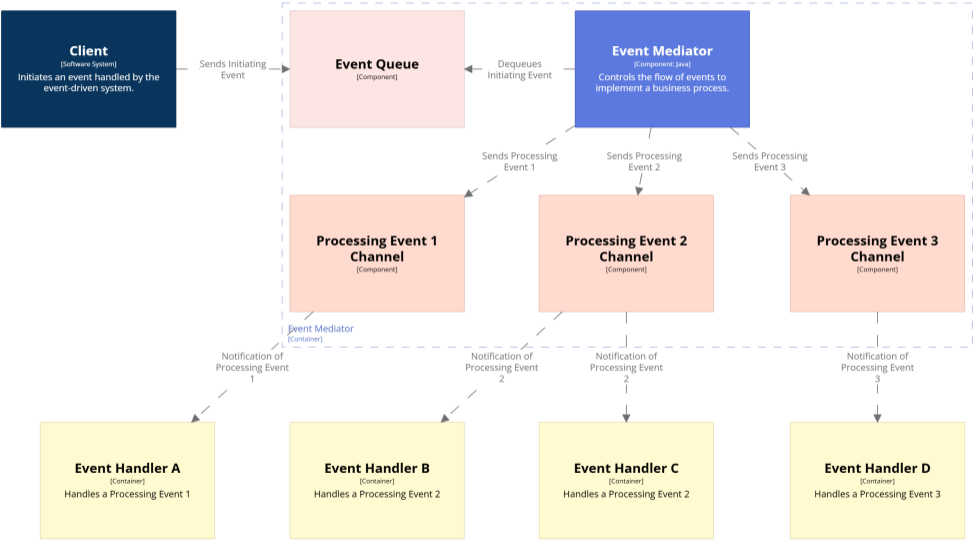 Client
[Software System]
Initiates an event handled by the
event-driven system.
Sends Initiating
Event
Event Queue
[Component]
Dequeues
Initiating Event
Event Mediator
[Component: Java]
Controls the flow of events to
implement a business process.
Sends Processing
Event 1
Sends Processing
Event 2
Sends Processing
Event 3
Processing Event 1
Channel
[Component]
Processing Event 2
Channel
[Component]
Processing Event 3
Channel
[Component]
Event Mediator
[Container]
Notification of
Processing Event
1
Notification of
Processing Event
2
Notification of
Processing Event
2
Notification of
Processing Event
3
Event Handler A
[Container]
Handles a Processing Event 1
Event Handler B
[Container]
Handles a Processing Event 2
Event Handler C
[Container]
Handles a Processing Event 2
Event Handler D
[Container]
Handles a Processing Event 3